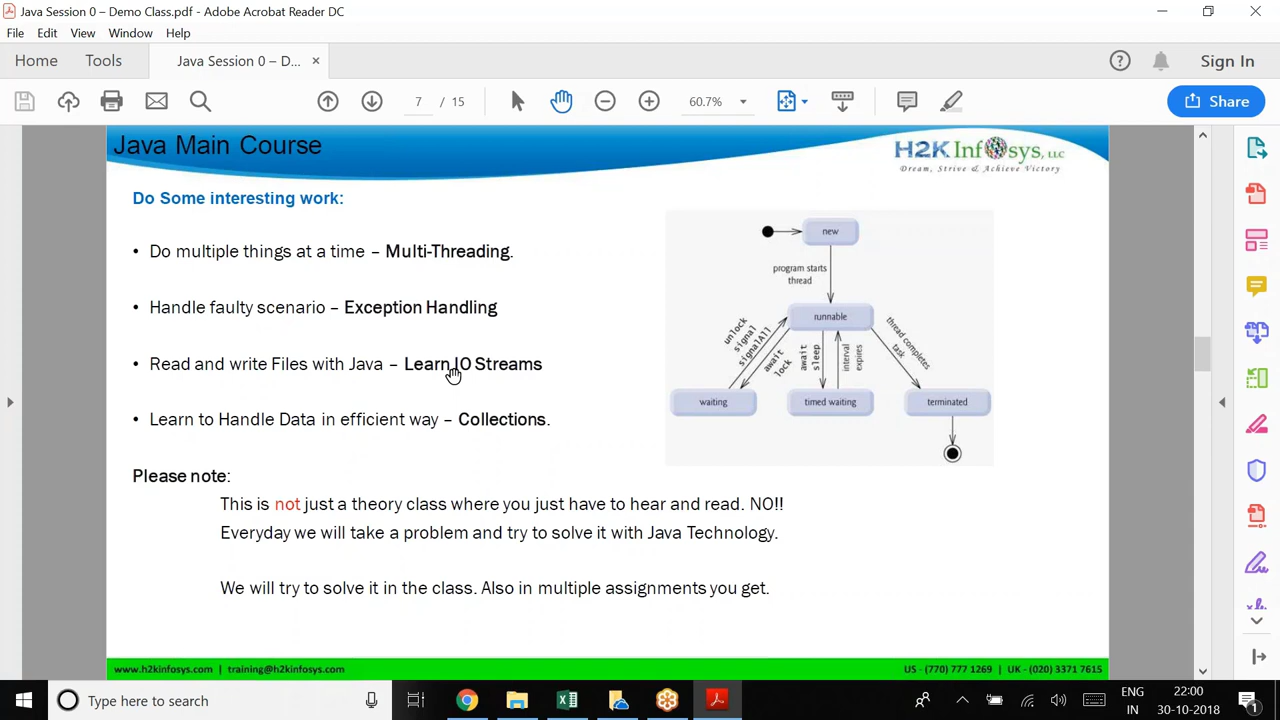 Java Session 0 – Demo Class.pdf - Adobe Acrobat Reader DC
File Edit View Window Help
Home Tools Java Session 0 – D... × Sign In
7 / 15 60.7% Share
Java Main Course
H2K Infosys, LLC
Dream, Strive & Achieve Victory
Do Some interesting work:
• Do multiple things at a time – Multi-Threading.
• Handle faulty scenario – Exception Handling
• Read and write Files with Java – Learn IO Streams
• Learn to Handle Data in efficient way – Collections.
new
program starts
thread
runnable
unlock
signal
signalAll
await
lock
await
sleep
interval
expires
thread completes
task
waiting
timed waiting
terminated
Please note:
This is not just a theory class where you just have to hear and read. NO!!
Everyday we will take a problem and try to solve it with Java Technology.
We will try to solve it in the class. Also in multiple assignments you get.
www.h2kinfosys.com | training@h2kinfosys.com
US - (770) 777 1269 | UK - (020) 3371 7615
Type here to search
ENG
IN
22:00
30-10-2018
1